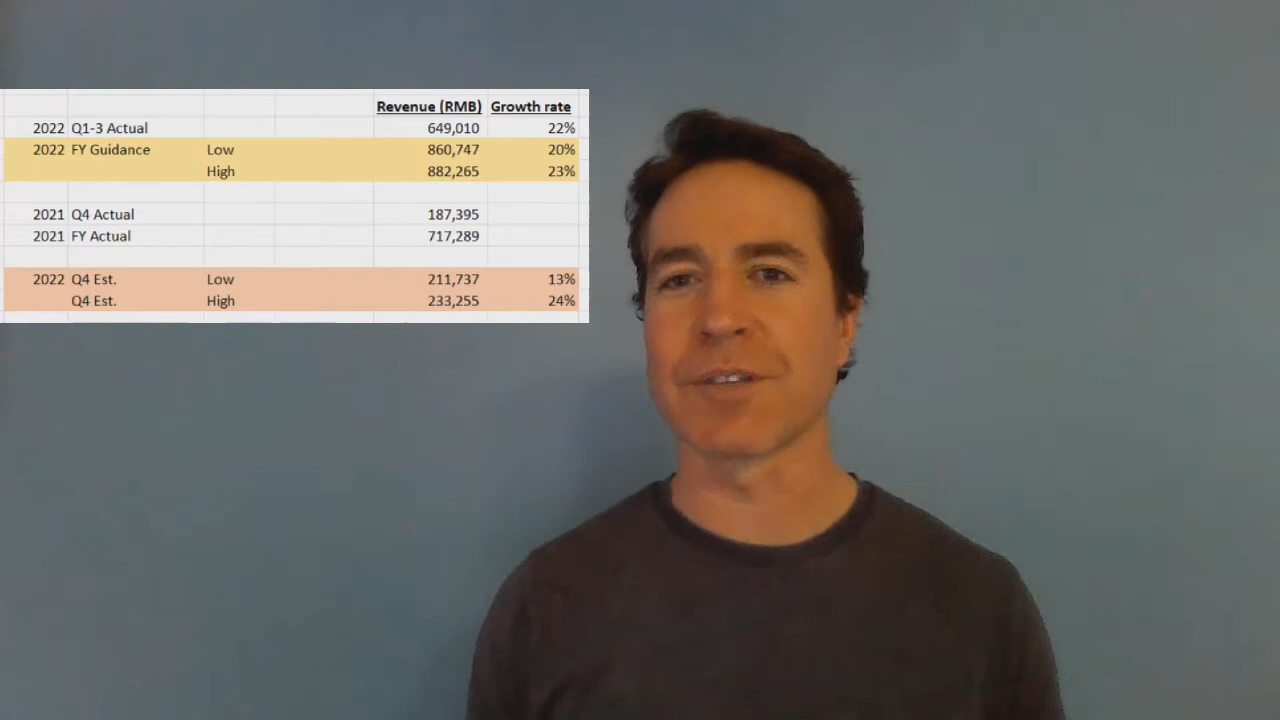 Revenue (RMB) Growth rate
2022 Q1-3 Actual 649,010 22%
2022 FY Guidance Low 860,747 20%
High 882,265 23%
2021 Q4 Actual 187,395
2021 FY Actual 717,289
2022 Q4 Est. Low 211,737 13%
Q4 Est. High 233,255 24%